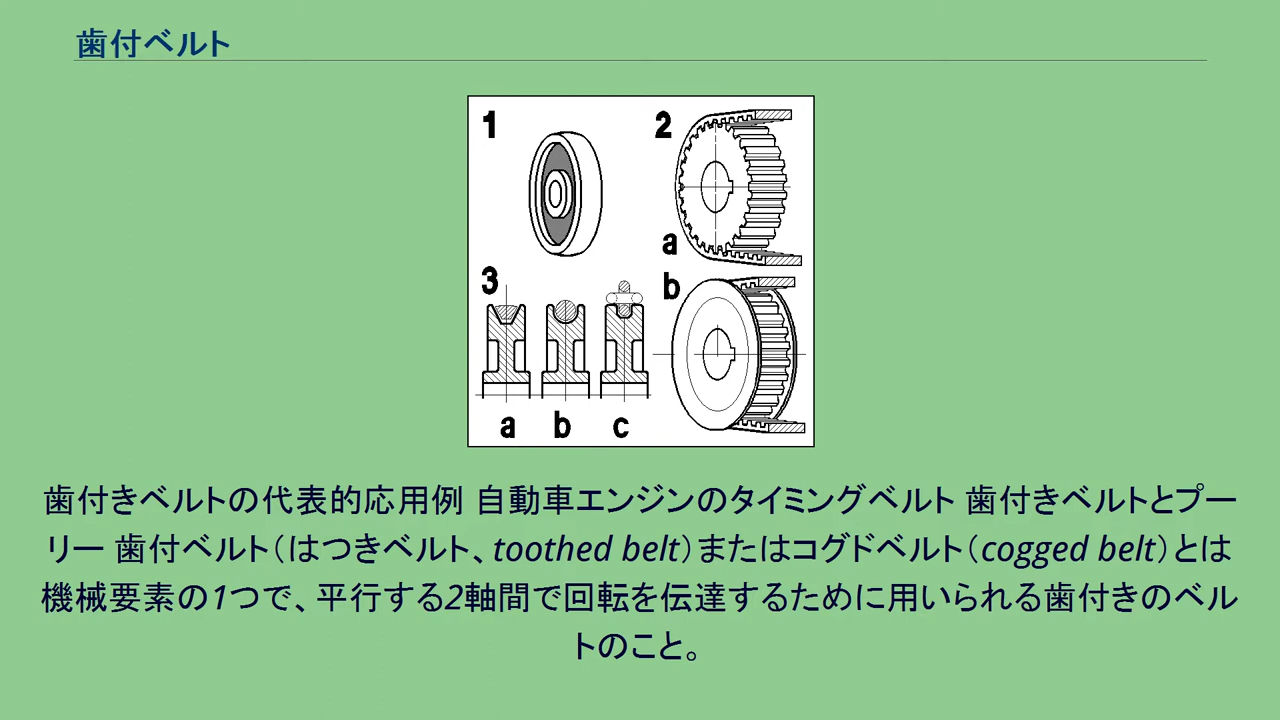 歯付ベルト
1
2
a
3
b
a b c
歯付きベルトの代表的応用例 自動車エンジンのタイミングベルト 歯付きベルトとプー
リー 歯付ベルト（はつきベルト、toothed belt）またはコグドベルト（cogged belt）とは
機械要素の1つで、平行する2軸間で回転を伝達するために用いられる歯付きのベル
トのこと。